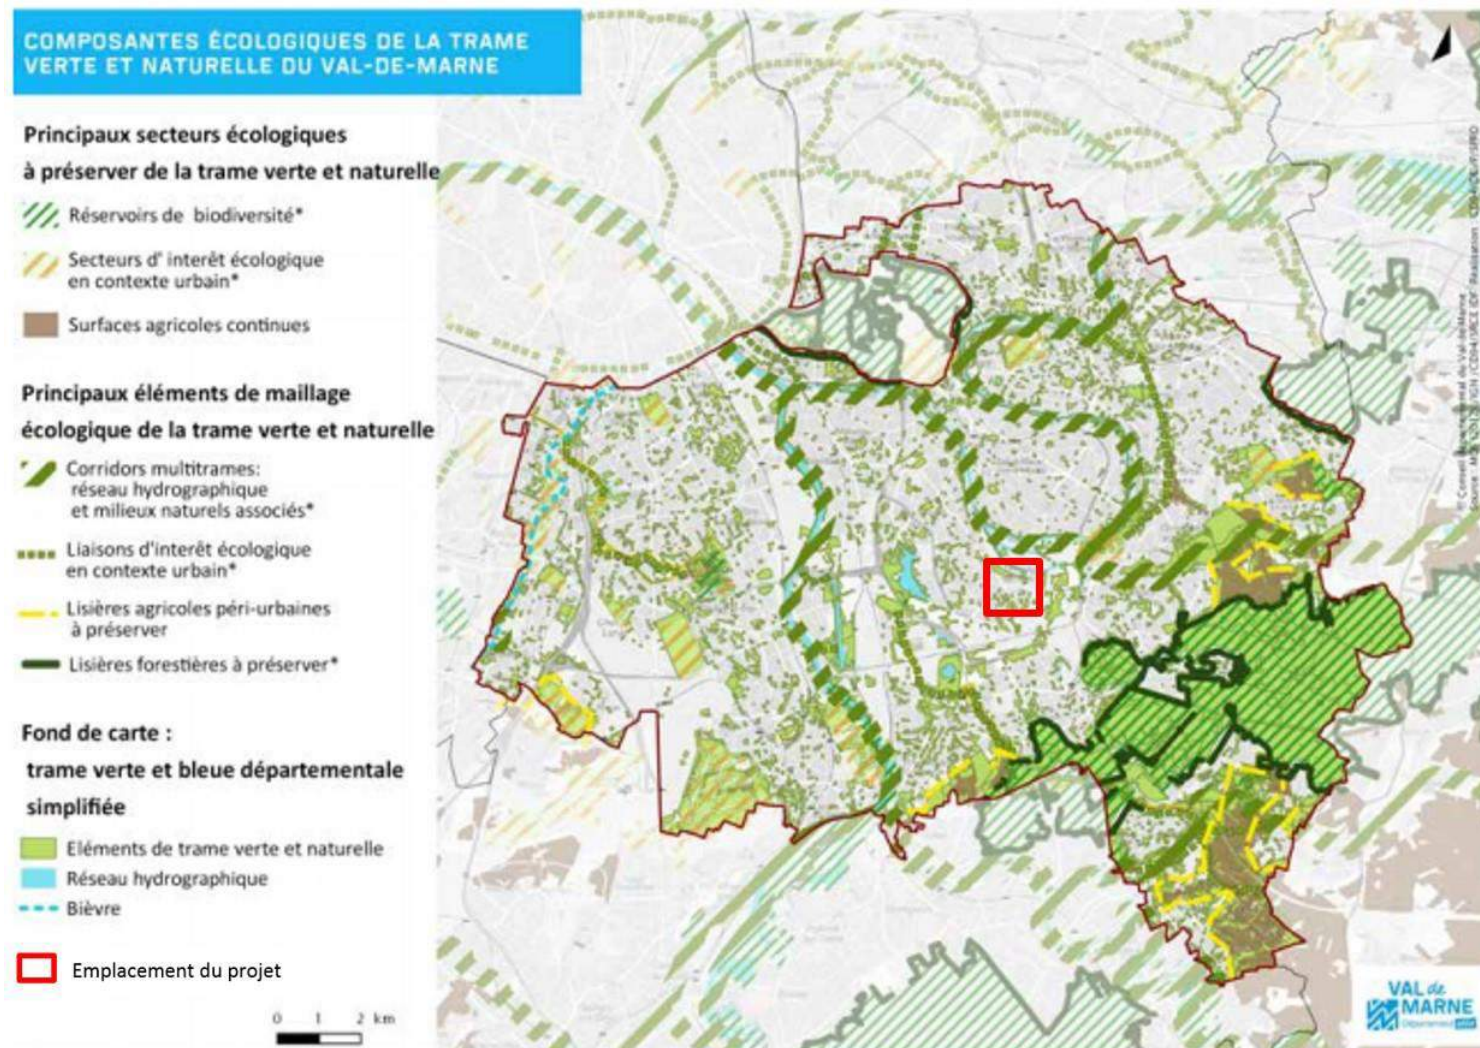 COMPOSANTES ÉCOLOGIQUES DE LA TRAME
VERTE ET NATURELLE DU VAL-DE-MARNE
Principaux secteurs écologiques
à préserver de la trame verte et naturelle
Réservoirs de biodiversité*
Secteurs d' interêt écologique
en contexte urbain*
Surfaces agricoles continues
Principaux éléments de maillage
écologique de la trame verte et naturelle
Corridors multitrames:
réseau hydrographique
et milieux naturels associés*
Liaisons d'interêt écologique
en contexte urbain*
Lisières agricoles péri-urbaines
à préserver
Lisières forestières à préserver*
Fond de carte :
trame verte et bleue départementale
simplifiée
Eléments de trame verte et naturelle
Réseau hydrographique
Bièvre
Emplacement du projet
0 1 2 km
VAL de
MARNE
Département